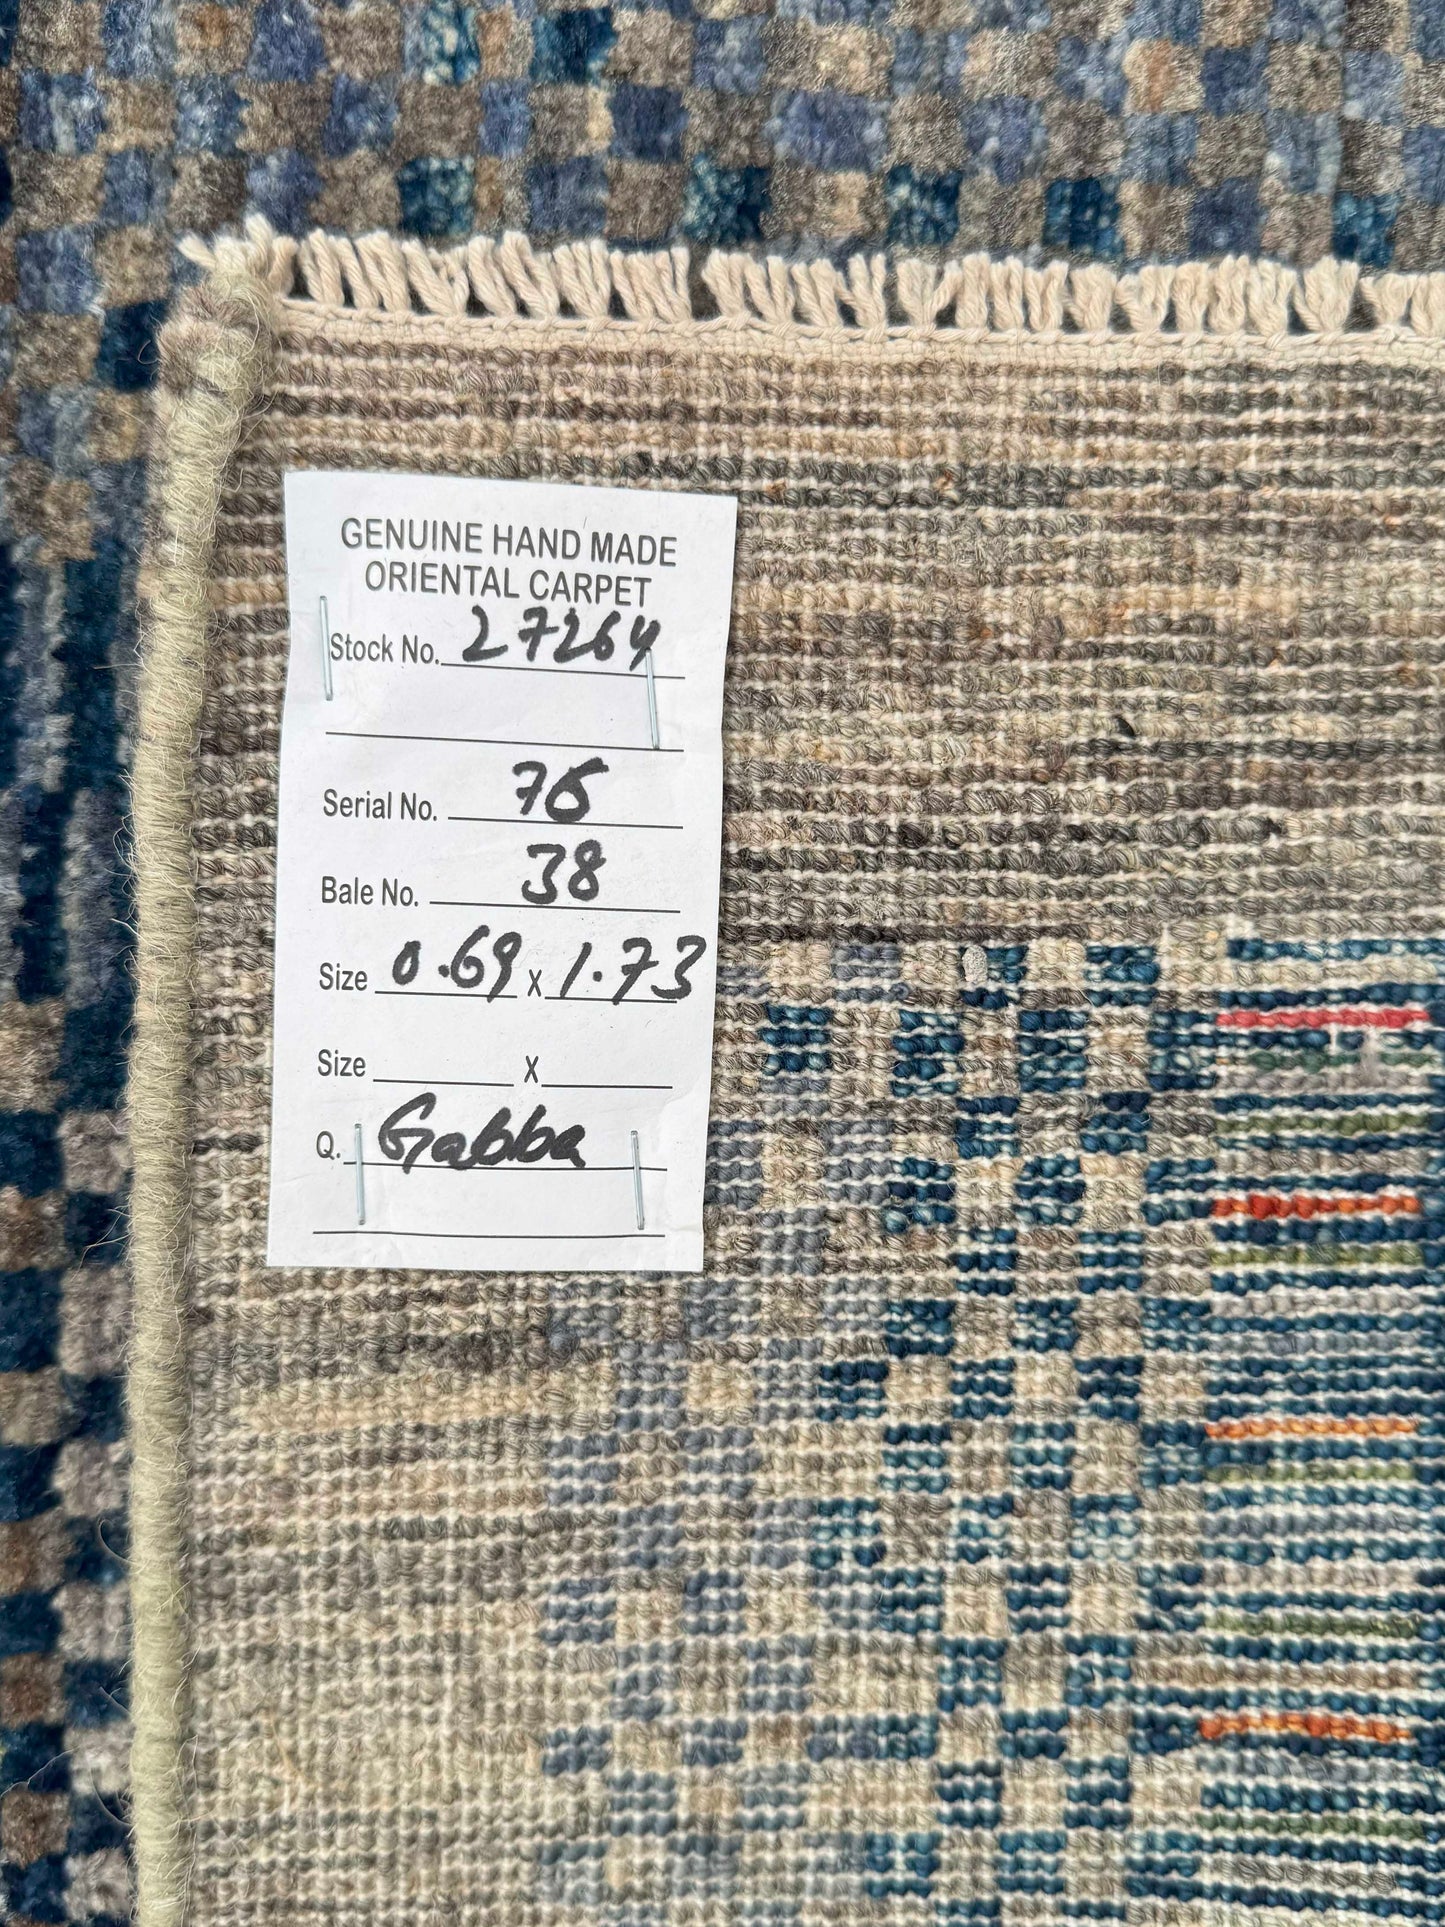 GENUINE HAND MADE
ORIENTAL CARPET
Stock No. 27264
Serial No. 76
Bale No. 38
Size 0.69 x 1.73
Size x
Q. Gabba